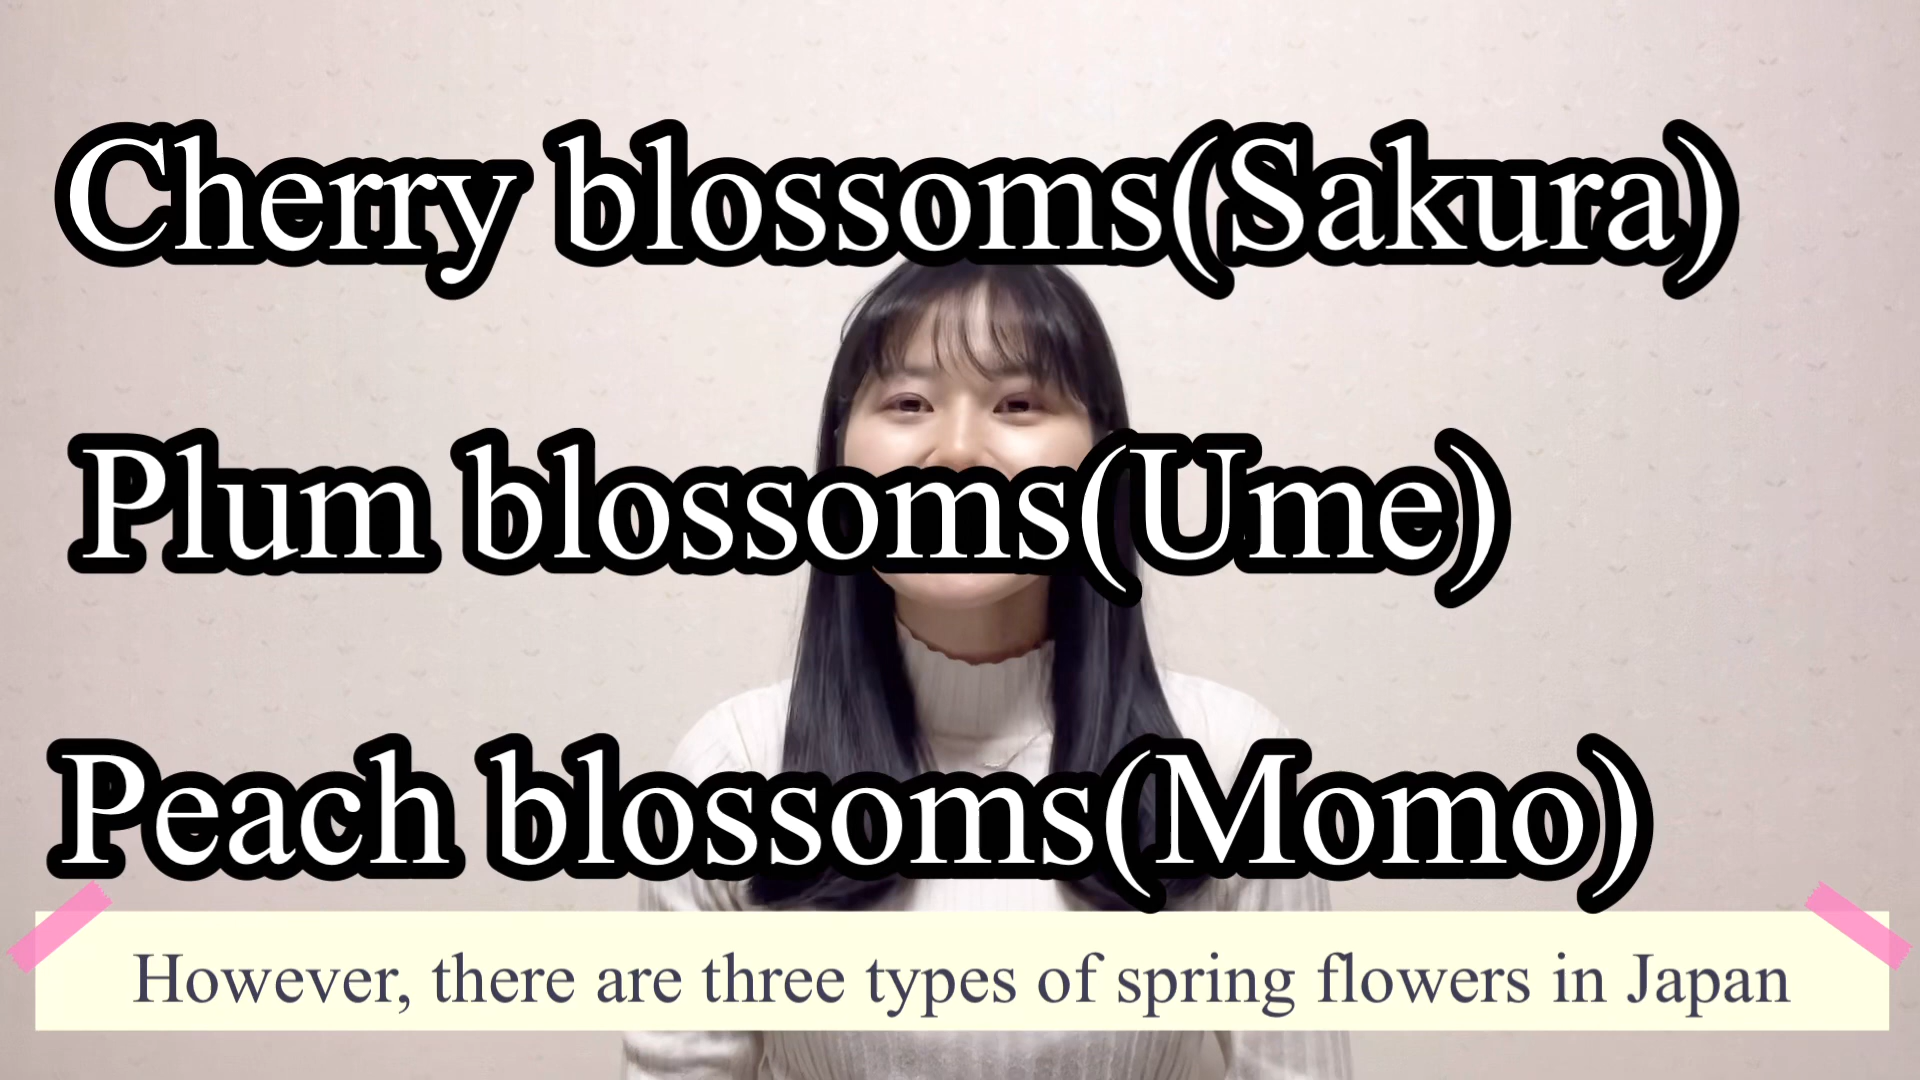 Cherry blossoms(Sakura)
Plum blossoms(Ume)
Peach blossoms(Momo)
However, there are three types of spring flowers in Japan